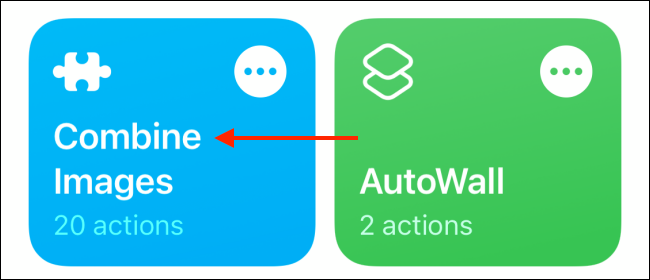 Combine
Images
20 actions
AutoWall
2 actions